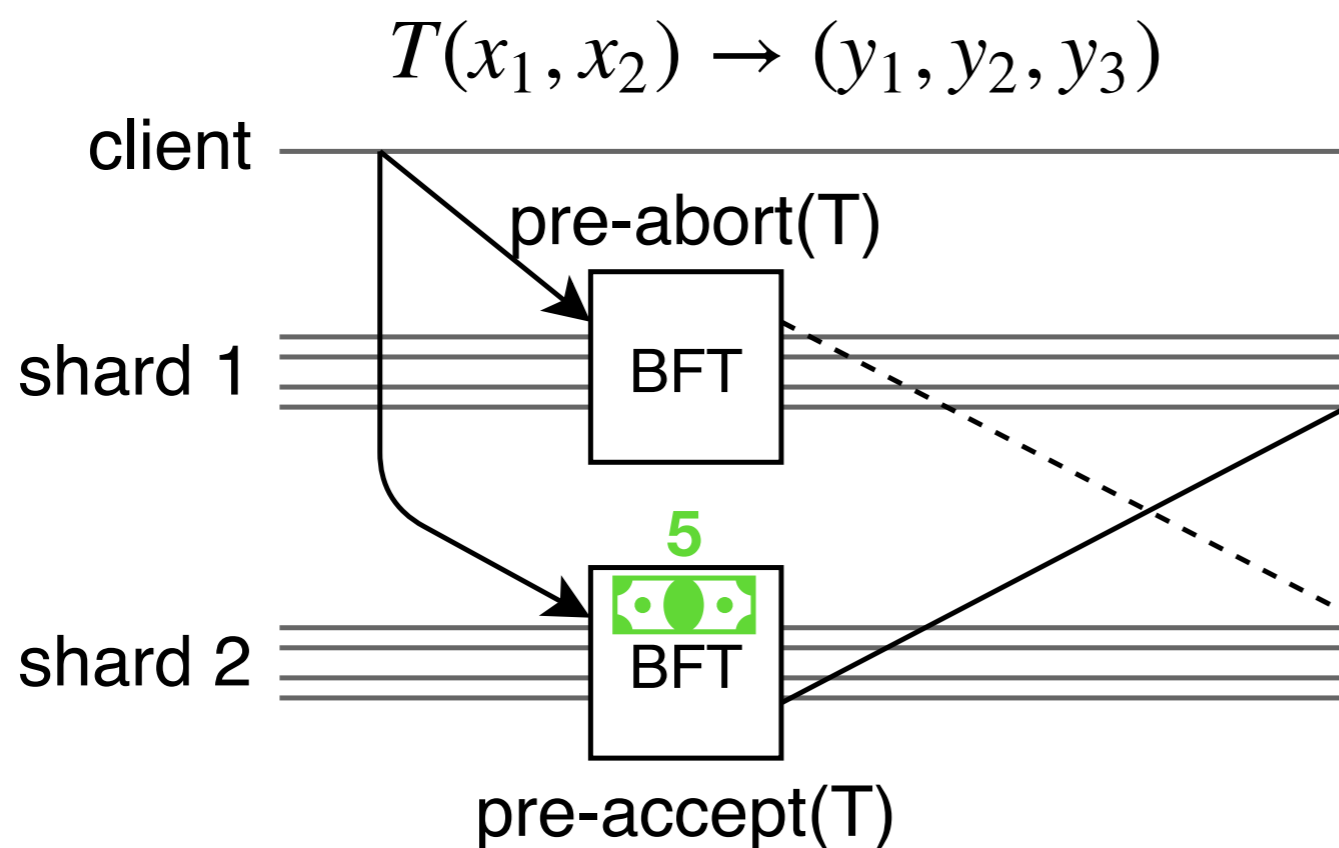 T(x₁, x₂) → (y₁, y₂, y₃)
client
pre-abort(T)
shard 1
BFT
5
shard 2
BFT
pre-accept(T)